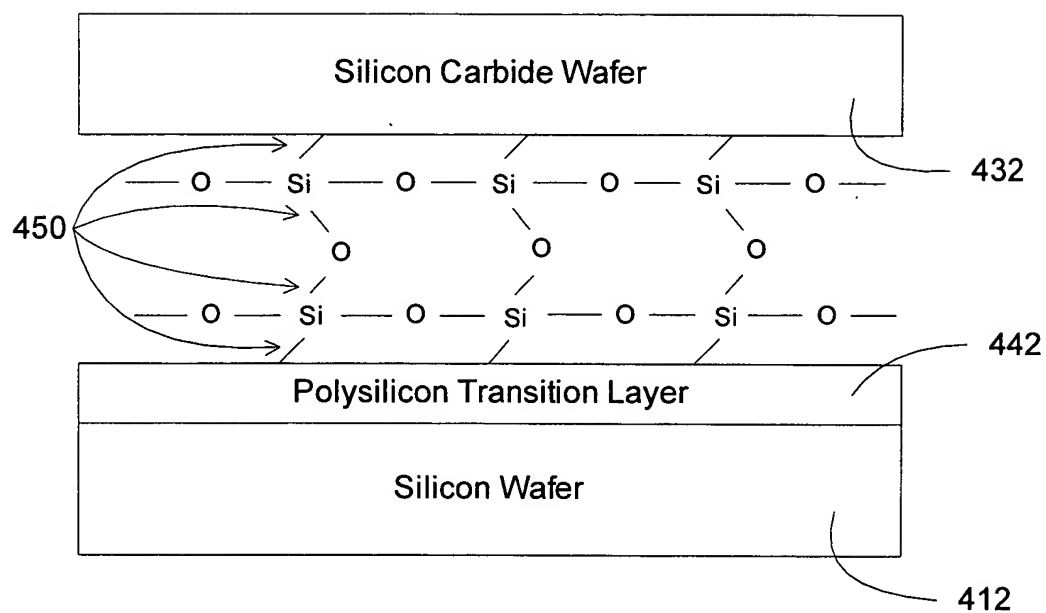 Silicon Carbide Wafer
432
O Si O Si O Si O
450
O O O
O Si O Si O Si O
442
Polysilicon Transition Layer
Silicon Wafer
412